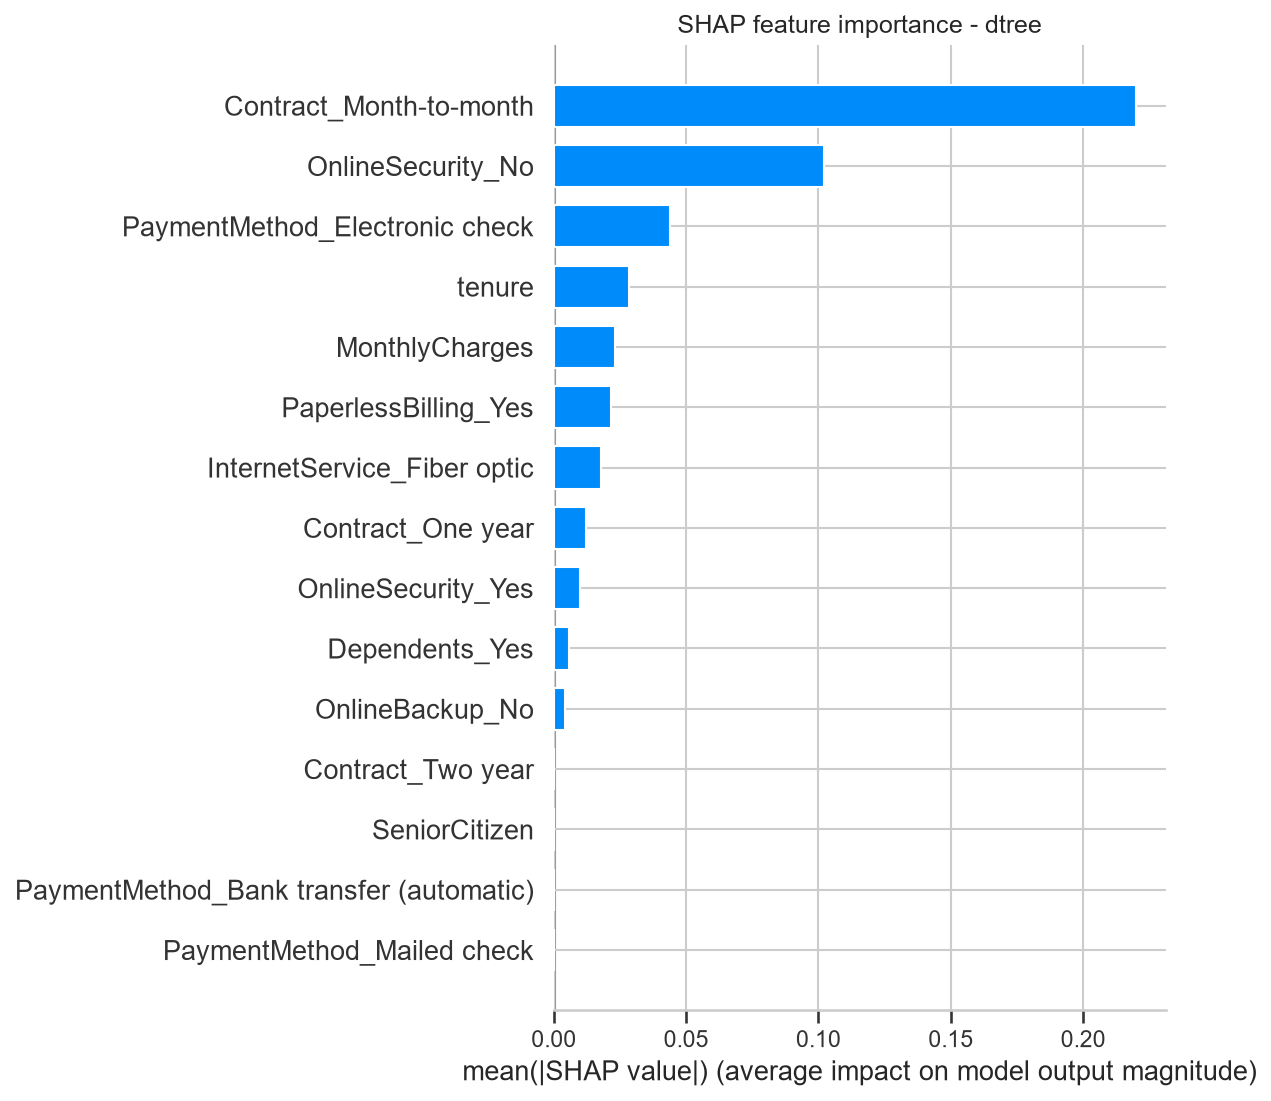 SHAP feature importance - dtree
Contract_Month-to-month
OnlineSecurity_No
PaymentMethod_Electronic check
tenure
MonthlyCharges
PaperlessBilling_Yes
InternetService_Fiber optic
Contract_One year
OnlineSecurity_Yes
Dependents_Yes
OnlineBackup_No
Contract_Two year
SeniorCitizen
PaymentMethod_Bank transfer (automatic)
PaymentMethod_Mailed check
0.00 0.05 0.10 0.15 0.20
mean(|SHAP value|) (average impact on model output magnitude)